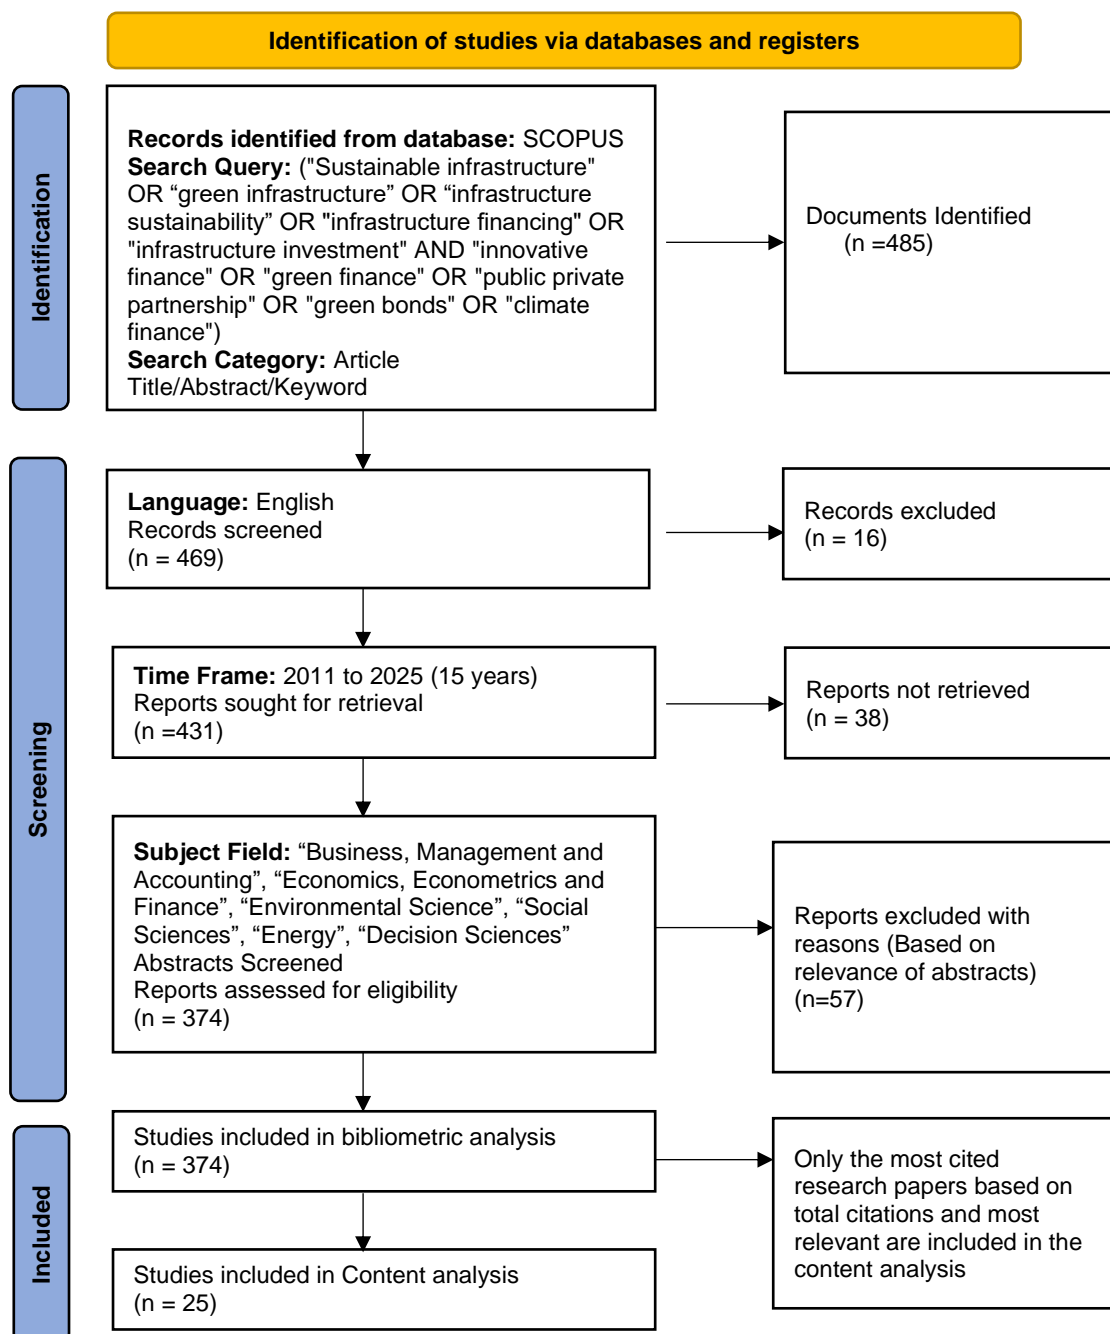 Identification of studies via databases and registers
Identification
Records identified from database: SCOPUS
Search Query: ("Sustainable infrastructure"
OR “green infrastructure” OR “infrastructure
sustainability” OR "infrastructure financing" OR
"infrastructure investment" AND "innovative
finance" OR "green finance" OR "public private
partnership" OR "green bonds" OR "climate
finance")
Search Category: Article
Title/Abstract/Keyword
Documents Identified
(n =485)
Screening
Language: English
Records screened
(n = 469)
Records excluded
(n = 16)
Time Frame: 2011 to 2025 (15 years)
Reports sought for retrieval
(n =431)
Reports not retrieved
(n = 38)
Subject Field: “Business, Management and
Accounting”, “Economics, Econometrics and
Finance”, “Environmental Science”, “Social
Sciences”, “Energy”, “Decision Sciences”
Abstracts Screened
Reports assessed for eligibility
(n = 374)
Reports excluded with
reasons (Based on
relevance of abstracts)
(n=57)
Included
Studies included in bibliometric analysis
(n = 374)
Only the most cited
research papers based on
total citations and most
relevant are included in the
content analysis
Studies included in Content analysis
(n = 25)